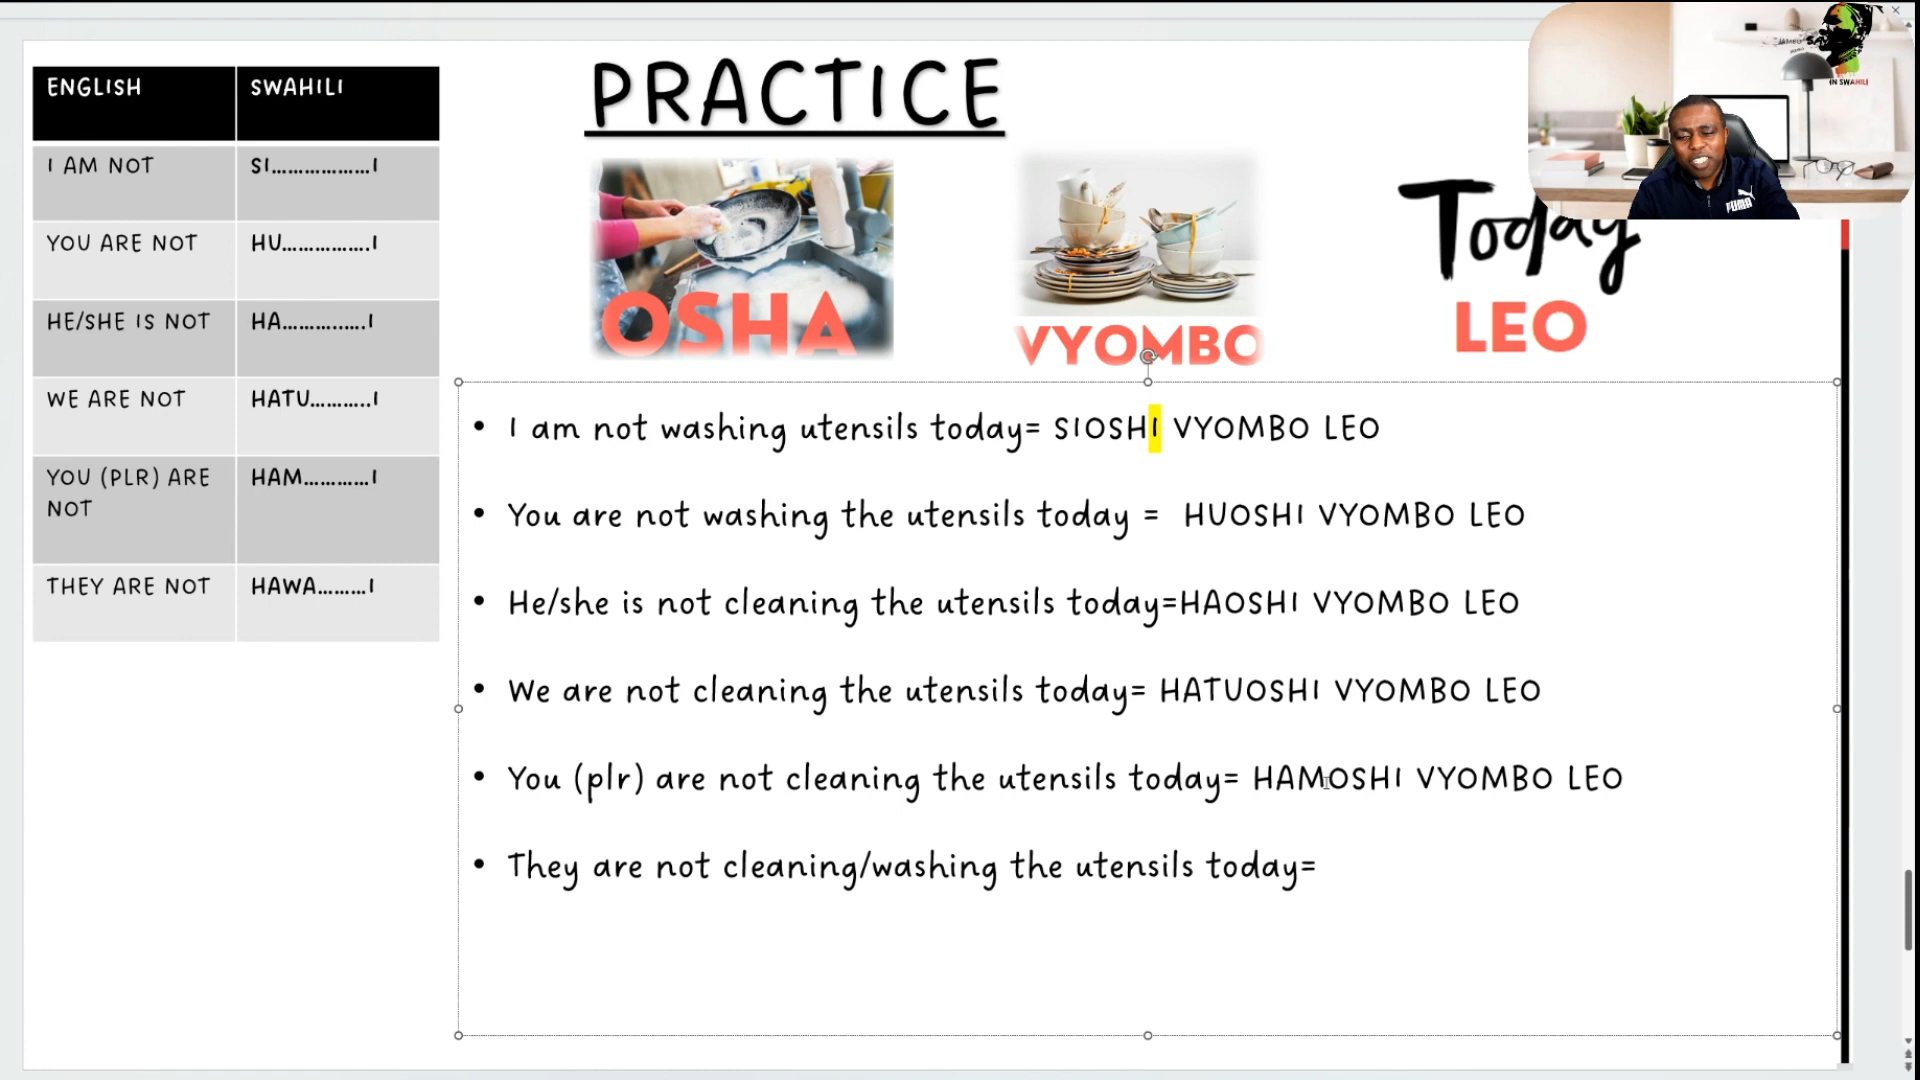 ENGLISH SWAHILI
I AM NOT SI..................I
YOU ARE NOT HU................I
HE/SHE IS NOT HA................I
WE ARE NOT HATU...........I
YOU (PLR) ARE
NOT
HAM............I
THEY ARE NOT HAWA.........I
PRACTICE
OSHA
VYOMBO
Today
LEO
IN SWAHILI
PUMA
• I am not washing utensils today= SIOSHI VYOMBO LEO
• You are not washing the utensils today = HUOSHI VYOMBO LEO
• He/she is not cleaning the utensils today=HAOSHI VYOMBO LEO
• We are not cleaning the utensils today= HATUOSHI VYOMBO LEO
• You (plr) are not cleaning the utensils today= HAMOSHI VYOMBO LEO
• They are not cleaning/washing the utensils today=